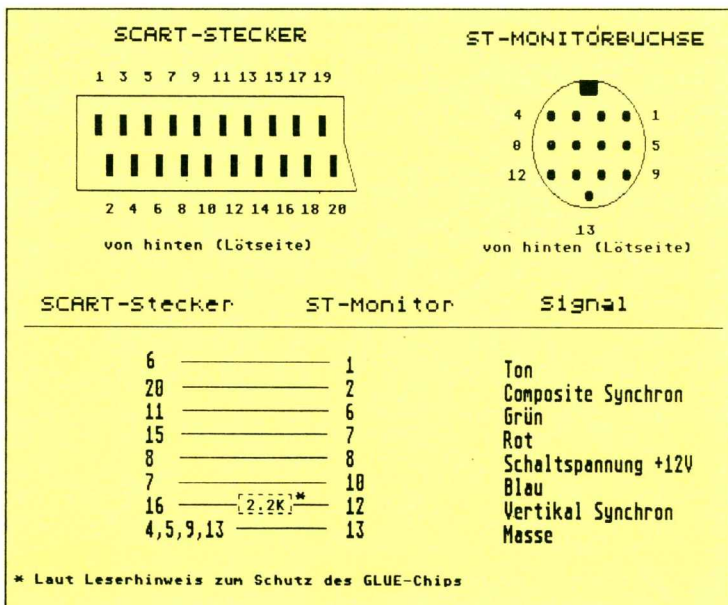 SCART-STECKER
1 3 5 7 9 11 13 15 17 19
2 4 6 8 10 12 14 16 18 20
von hinten (Lötseite)
ST-MONITORBUCHSE
4 1
8 5
12 9
13
von hinten (Lötseite)
SCART-Stecker ST-Monitor Signal
6 1 Ton
20 2 Composite Synchron
11 6 Grün
15 7 Rot
8 8 Schaltspannung +12V
7 10 Blau
16 2.2K* 12 Vertikal Synchron
4,5,9,13 13 Masse
* Laut Leserhinweis zum Schutz des GLUE-Chips